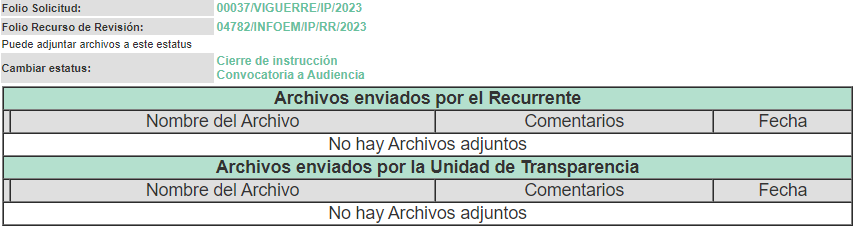 Folio Solicitud: 00037/VIGUERRE/IP/2023
Folio Recurso de Revisión: 04782/INFOEM/IP/RR/2023
Puede adjuntar archivos a este estatus
Cambiar estatus: Cierre de instrucción
Convocatoria a Audiencia
Archivos enviados por el Recurrente
Nombre del Archivo Comentarios Fecha
No hay Archivos adjuntos
Archivos enviados por la Unidad de Transparencia
Nombre del Archivo Comentarios Fecha
No hay Archivos adjuntos